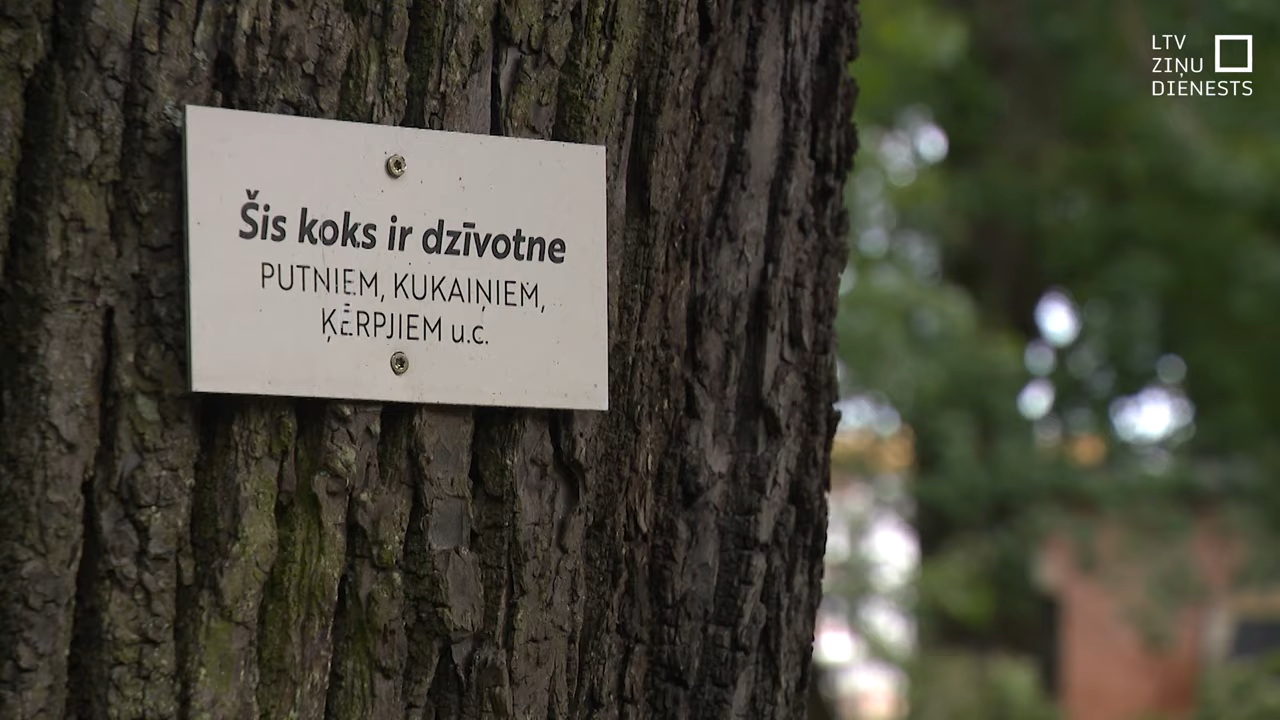 Šis koks ir dzīvotne
PUTNIEM, KUKAIŅIEM,
ĶĒRPJIEM u.c.
LTV
ZIŅU
DIENESTS